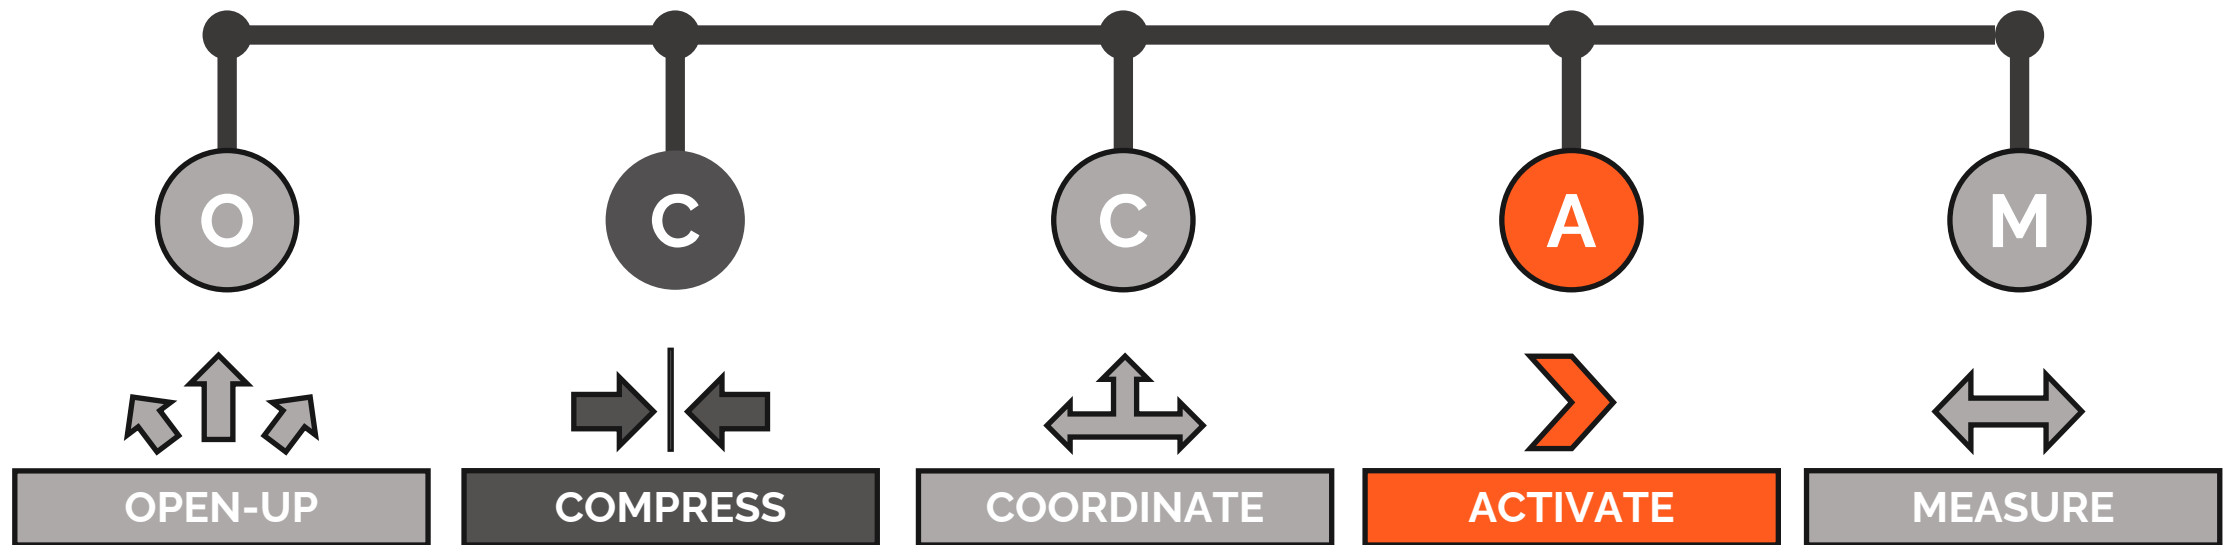 O
C
C
A
M
OPEN-UP
COMPRESS
COORDINATE
ACTIVATE
MEASURE